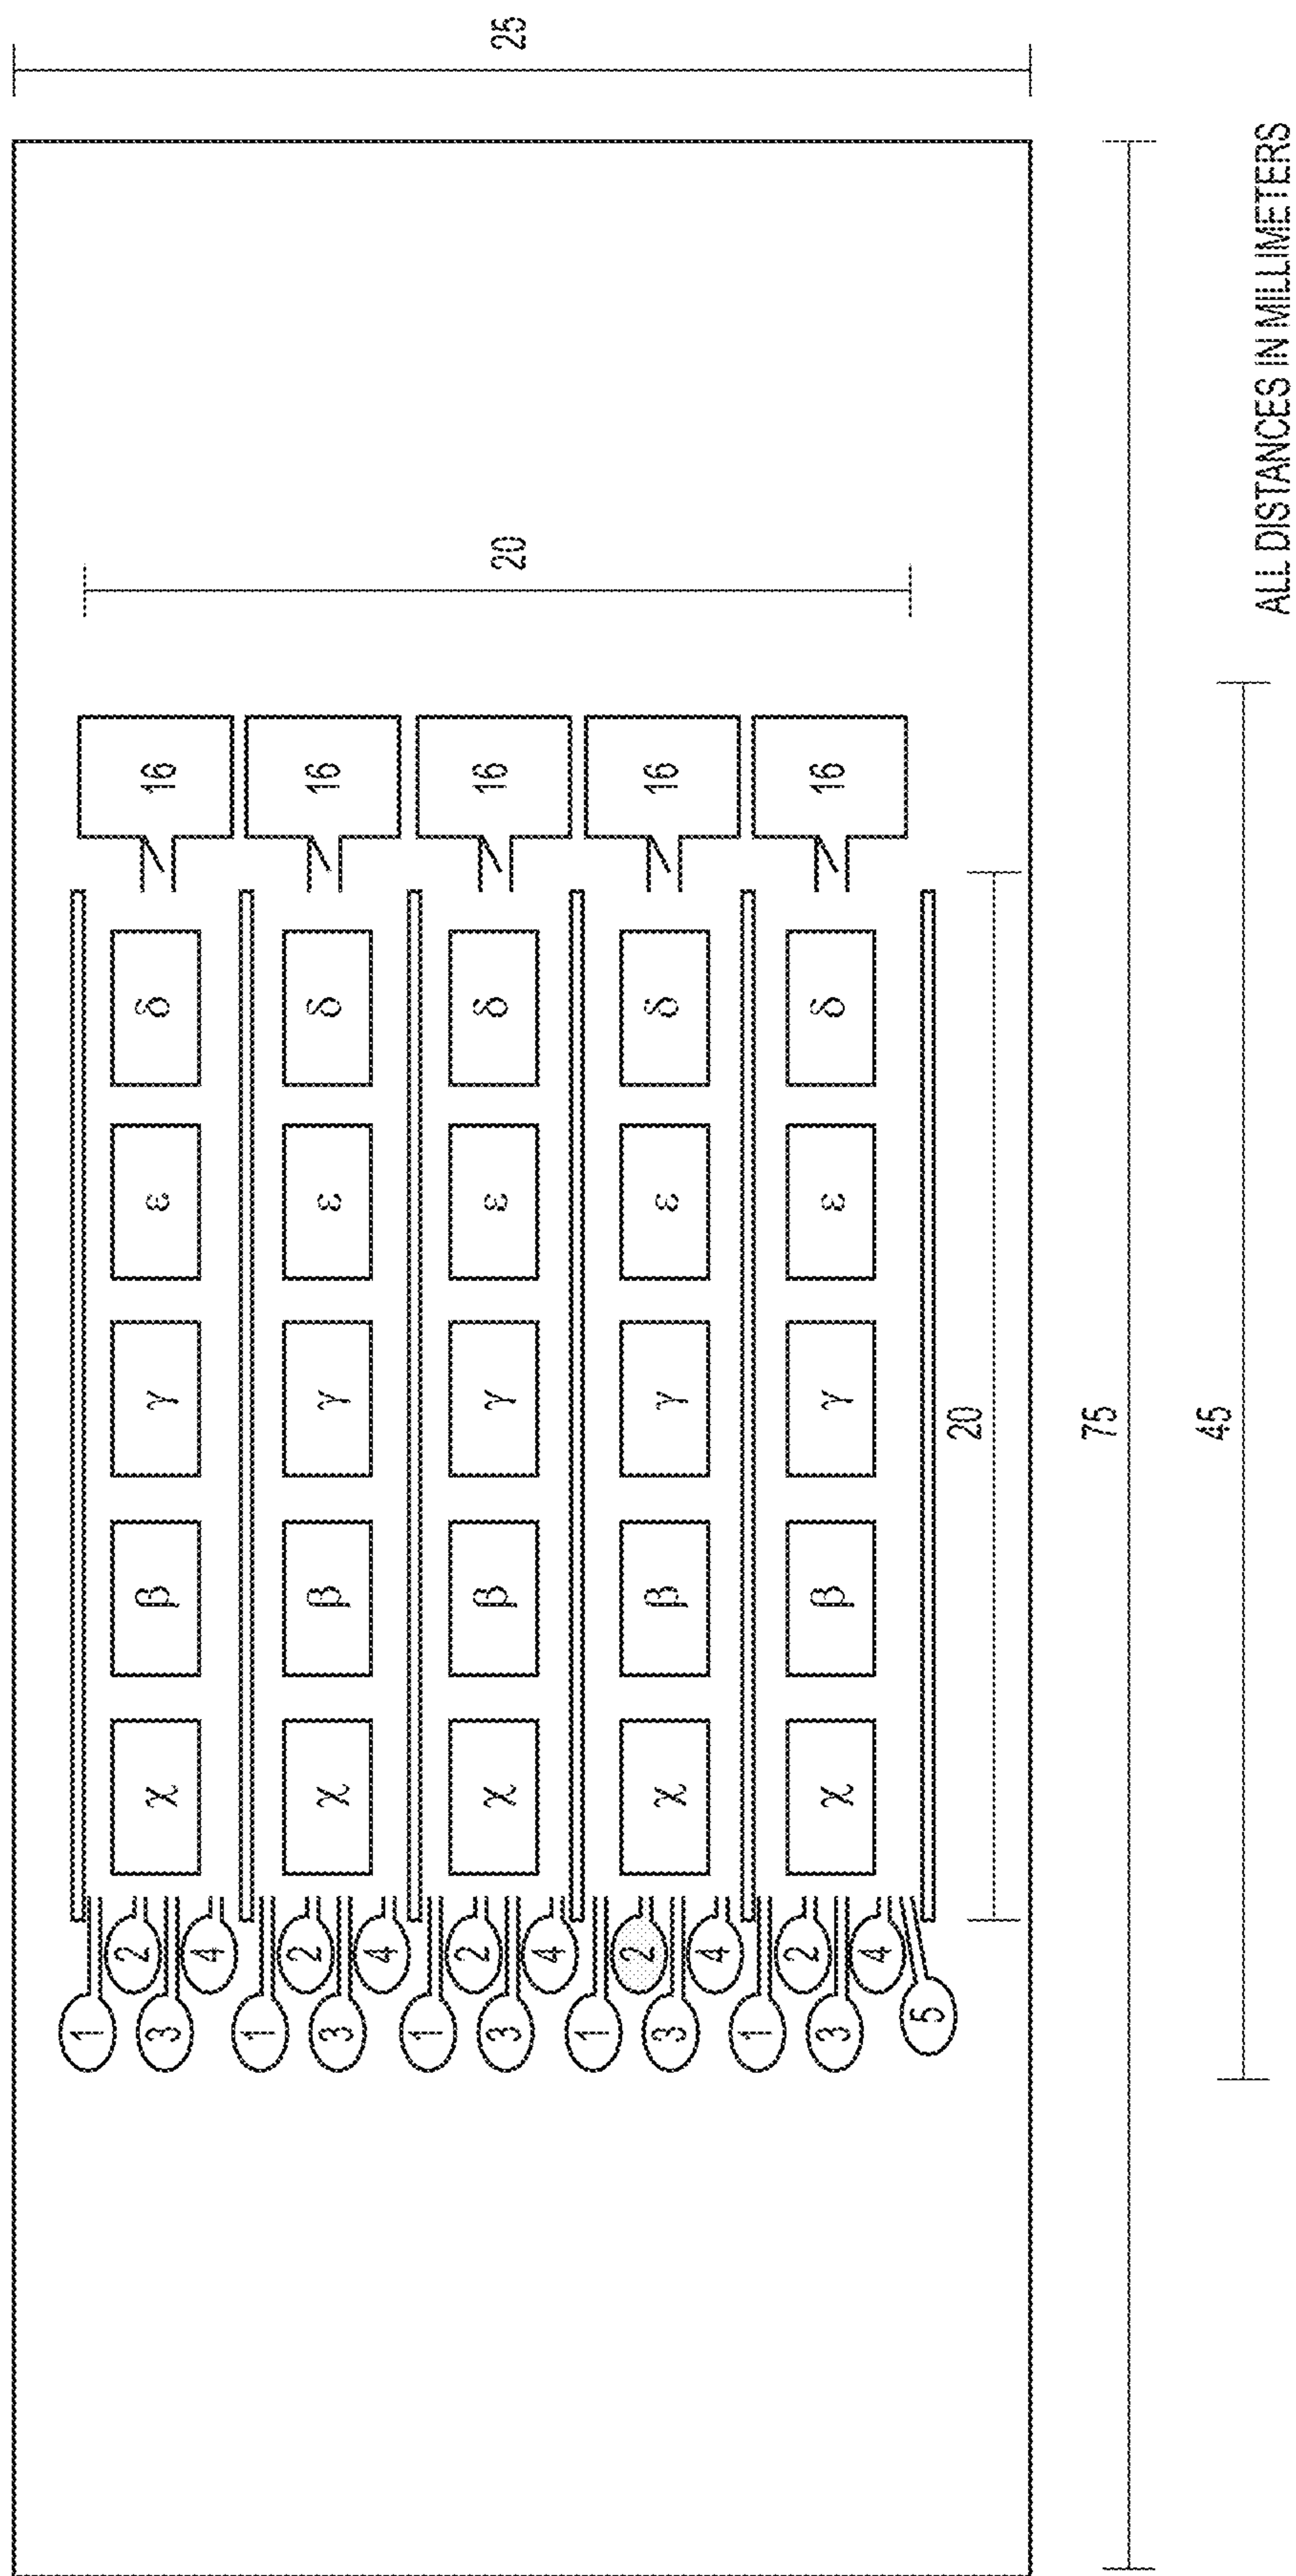 1 2 3 4 χ β γ ε δ 16
1 2 3 4 χ β γ ε δ 16
1 2 3 4 χ β γ ε δ 16 20 25
1 2 3 4 χ β γ ε δ 16
1 2 3 4 5 χ β γ ε δ 16
20
75
45
ALL DISTANCES IN MILLIMETERS